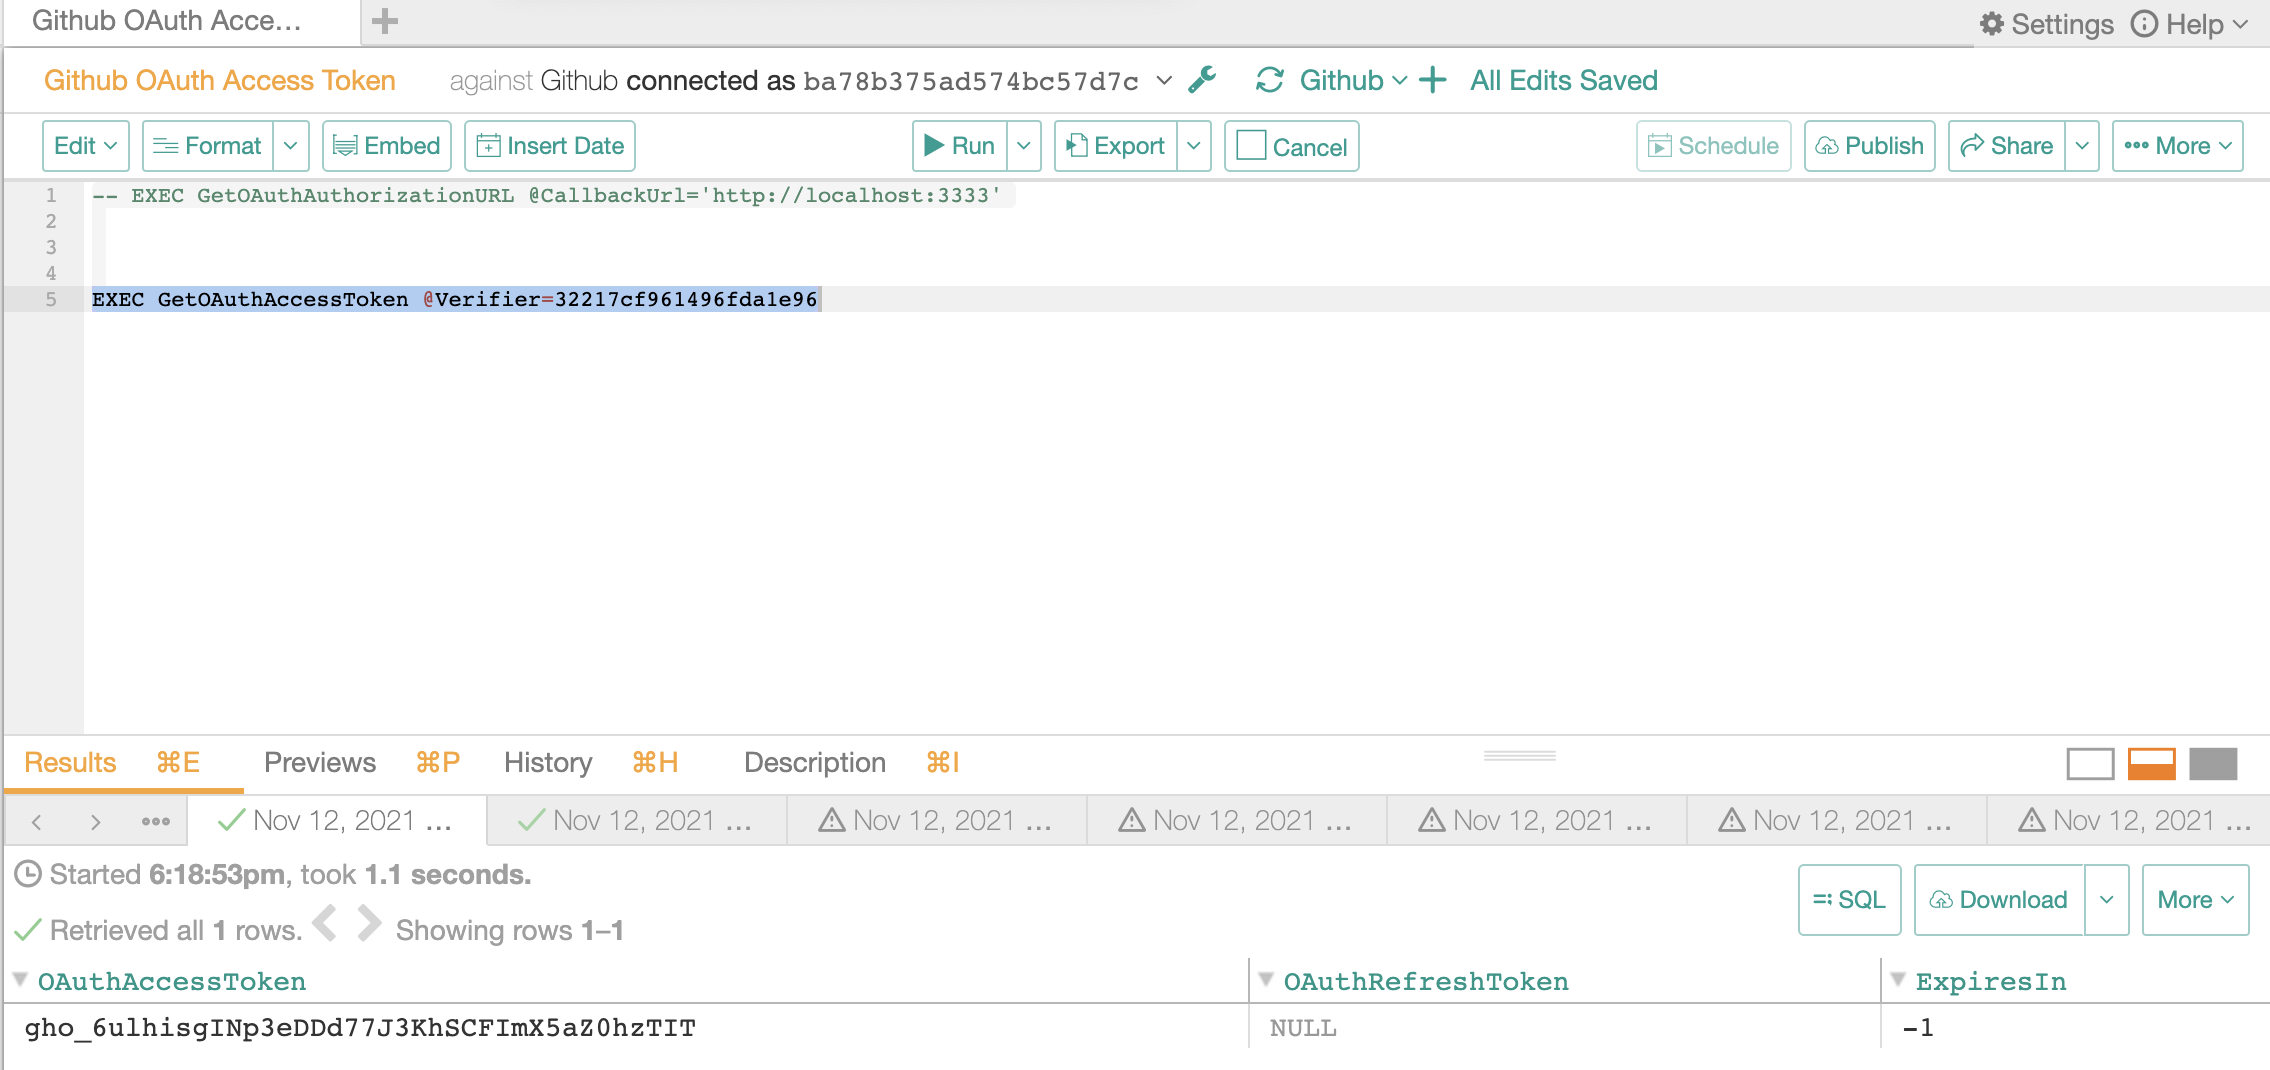 Github OAuth Acce...
Settings Help
Github OAuth Access Token against Github connected as ba78b375ad574bc57d7c Github All Edits Saved
Edit Format Embed Insert Date Run Export Cancel Schedule Publish Share More
1 -- EXEC GetOAuthAuthorizationURL @CallbackUrl='http://localhost:3333'
2
3
4
5 EXEC GetOAuthAccessToken @Verifier=32217cf961496fda1e96
Results ⌘E Previews ⌘P History ⌘H Description ⌘I
Nov 12, 2021 ... Nov 12, 2021 ... Nov 12, 2021 ... Nov 12, 2021 ... Nov 12, 2021 ... Nov 12, 2021 ... Nov 12, 2021 ...
Started 6:18:53pm, took 1.1 seconds.
SQL Download More
Retrieved all 1 rows. Showing rows 1–1
OAuthAccessToken OAuthRefreshToken ExpiresIn
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 NULL -1